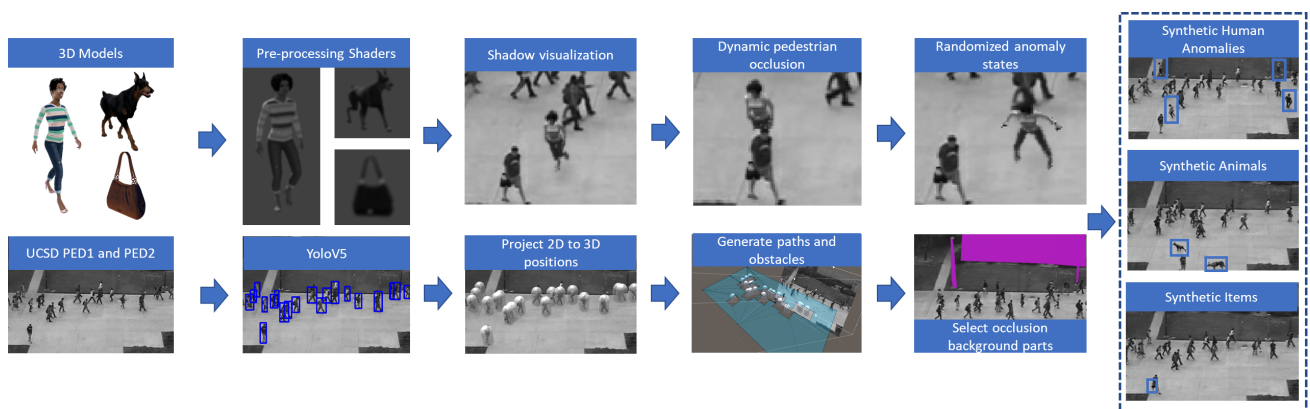 3D Models
Pre-processing Shaders
Shadow visualization
Dynamic pedestrian
occlusion
Randomized anomaly
states
UCSD PED1 and PED2
YoloV5
Project 2D to 3D
positions
Generate paths and
obstacles
Select occlusion
background parts
Synthetic Human
Anomalies
Synthetic Animals
Synthetic Items